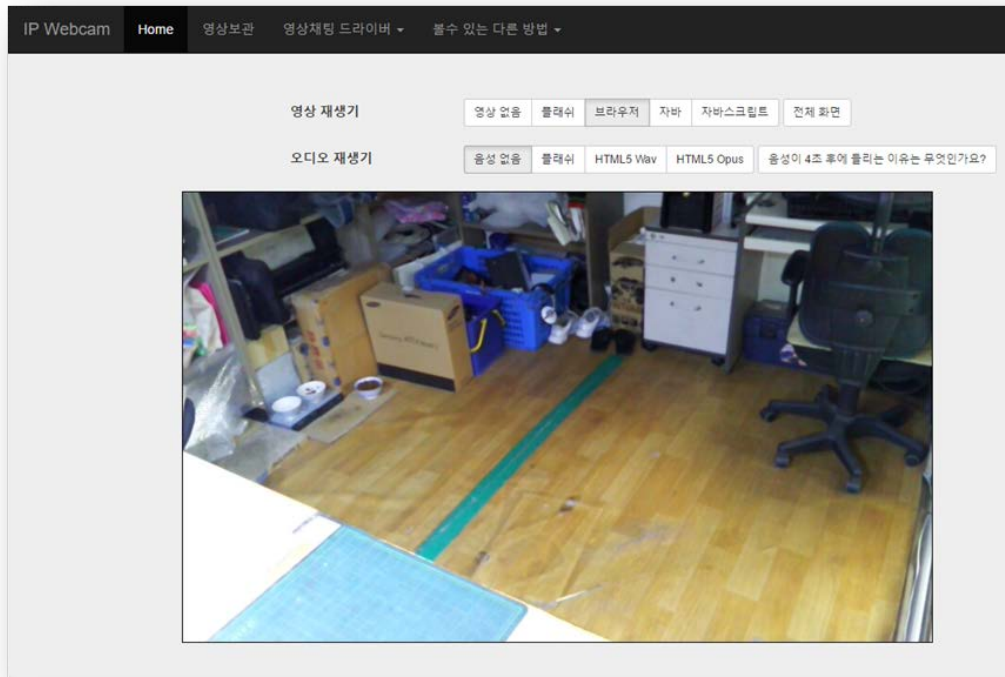 IP Webcam Home 영상보관 영상채팅 드라이버 볼수 있는 다른 방법
영상 재생기 영상 없음 플래쉬 브라우저 자바 자바스크립트 전체 화면
오디오 재생기 음성 없음 플래쉬 HTML5 Wav HTML5 Opus 음성이 4초 후에 들리는 이유는 무엇인가요?